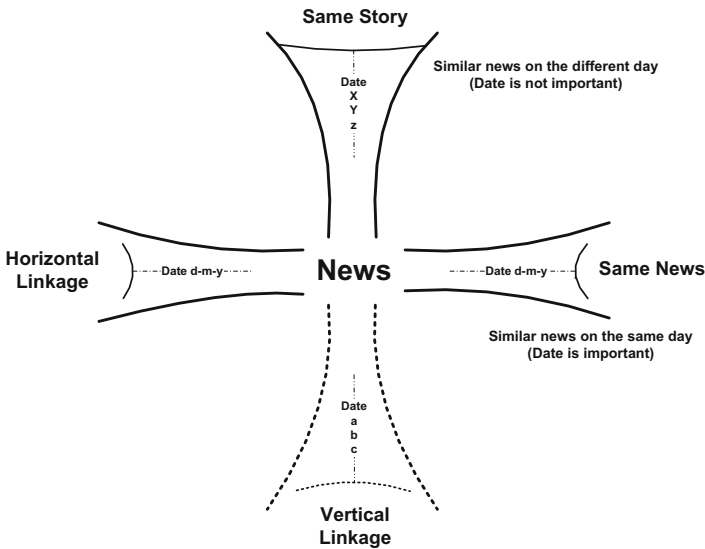 Same Story
Similar news on the different day
(Date is not important)
Date
X
Y
z
Horizontal
Linkage
Date d-m-y
News
Date d-m-y
Same News
Similar news on the same day
(Date is important)
Date
a
b
c
Vertical
Linkage